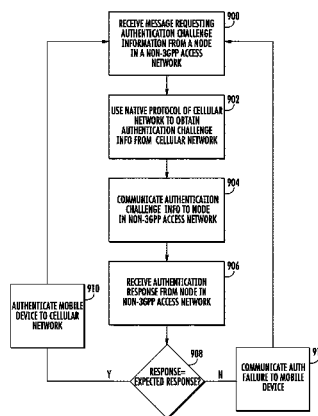 900
RECEIVE MESSAGE REQUESTING
AUTHENTICATION CHALLENGE
INFORMATION FROM A NODE
IN A NON-3GPP ACCESS
NETWORK
902
USE NATIVE PROTOCOL OF CELLULAR
NETWORK TO OBTAIN
AUTHENTICATION CHALLENGE
INFO FROM CELLULAR NETWORK
904
COMMUNICATE AUTHENTICATION
CHALLENGE INFO TO NODE
IN NON-3GPP ACCESS NETWORK
906
RECEIVE AUTHENTICATION
RESPONSE FROM NODE IN
NON-3GPP ACCESS NETWORK
910
AUTHENTICATE MOBILE
DEVICE TO CELLULAR
NETWORK
908
Y
RESPONSE=
EXPECTED RESPONSE?
N
COMMUNICATE AUTH
FAILURE TO MOBILE
DEVICE